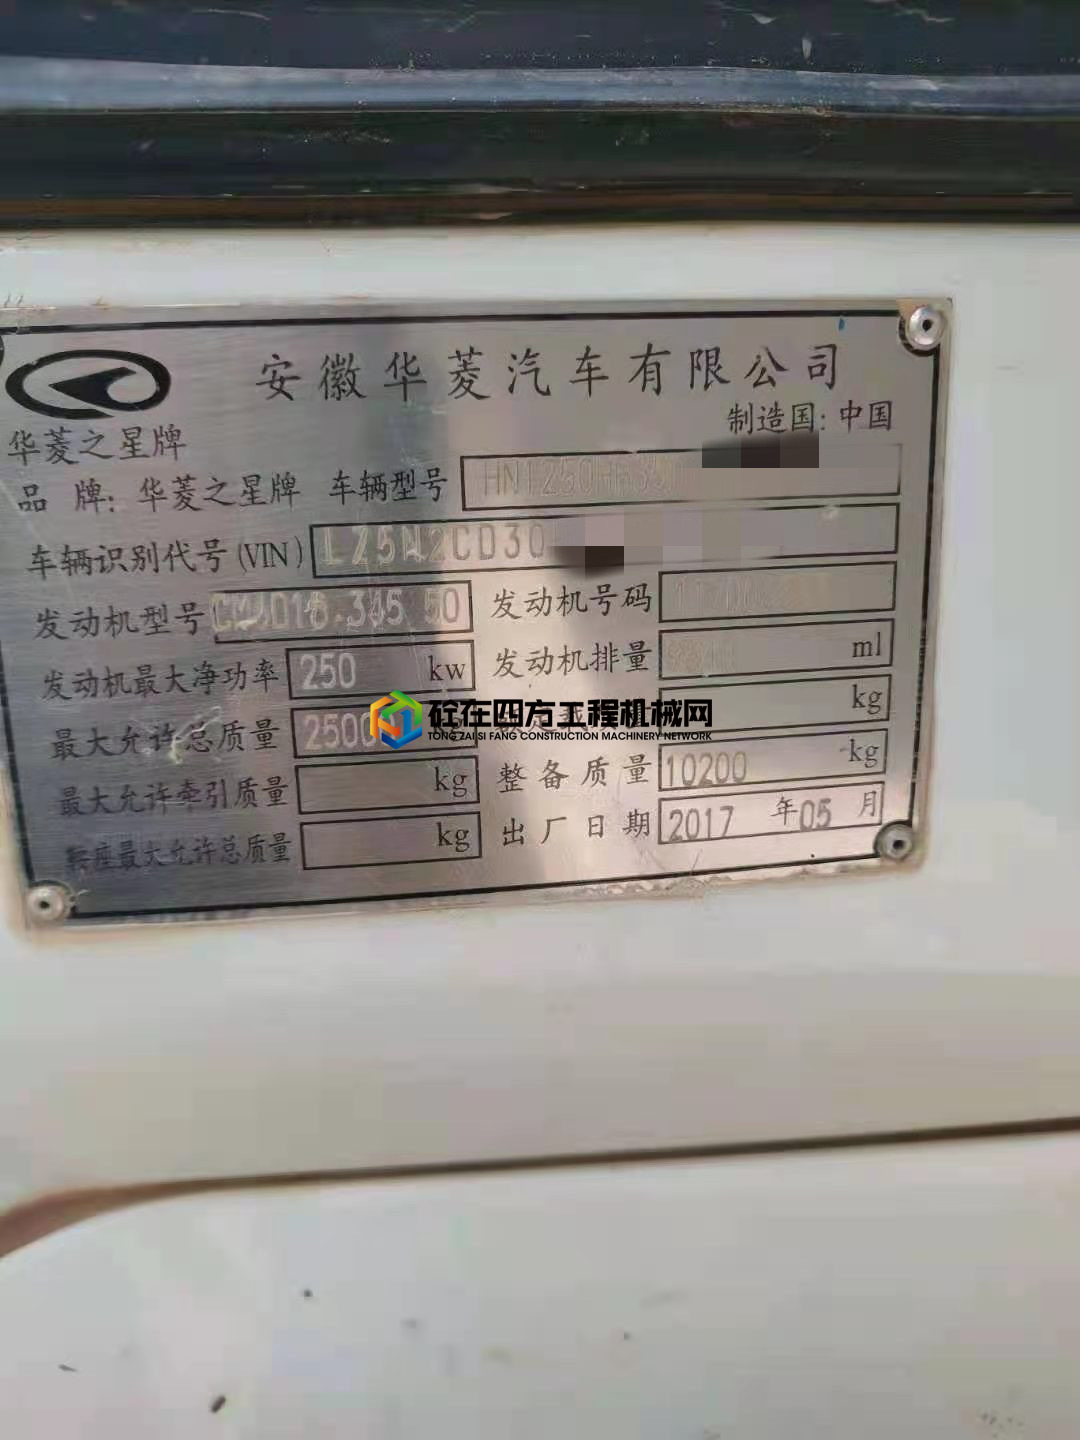 安徽华菱汽车有限公司
制造国：中国
华菱之星牌
品 牌：华菱之星牌 车辆型号
车辆识别代号(VIN) LZ5N2CD30
发动机型号 发动机号码
发动机最大净功率 250 kw 发动机排量 ml
最大允许总质量 2500 kg
砼在四方工程机械网
TONG ZAI SI FANG CONSTRUCTION MACHINERY NETWORK
最大允许牵引质量 kg 整备质量 10200 kg
鞍座最大允许总质量 kg 出厂日期 2017 年 05 月